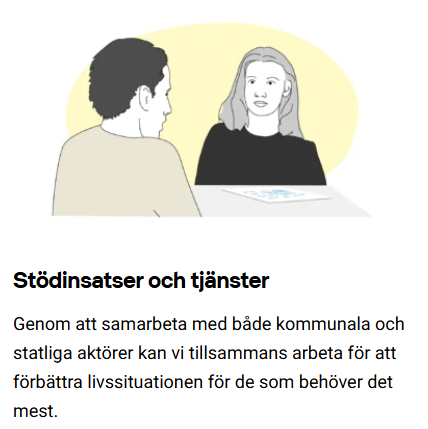 Stödinsatser och tjänster
Genom att samarbeta med både kommunala och
statliga aktörer kan vi tillsammans arbeta för att
förbättra livssituationen för de som behöver det
mest.